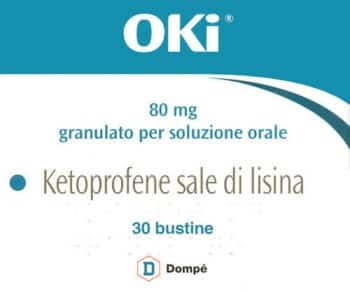 OKi®
80 mg
granulato per soluzione orale
Ketoprofene sale di lisina
30 bustine
D Dompé